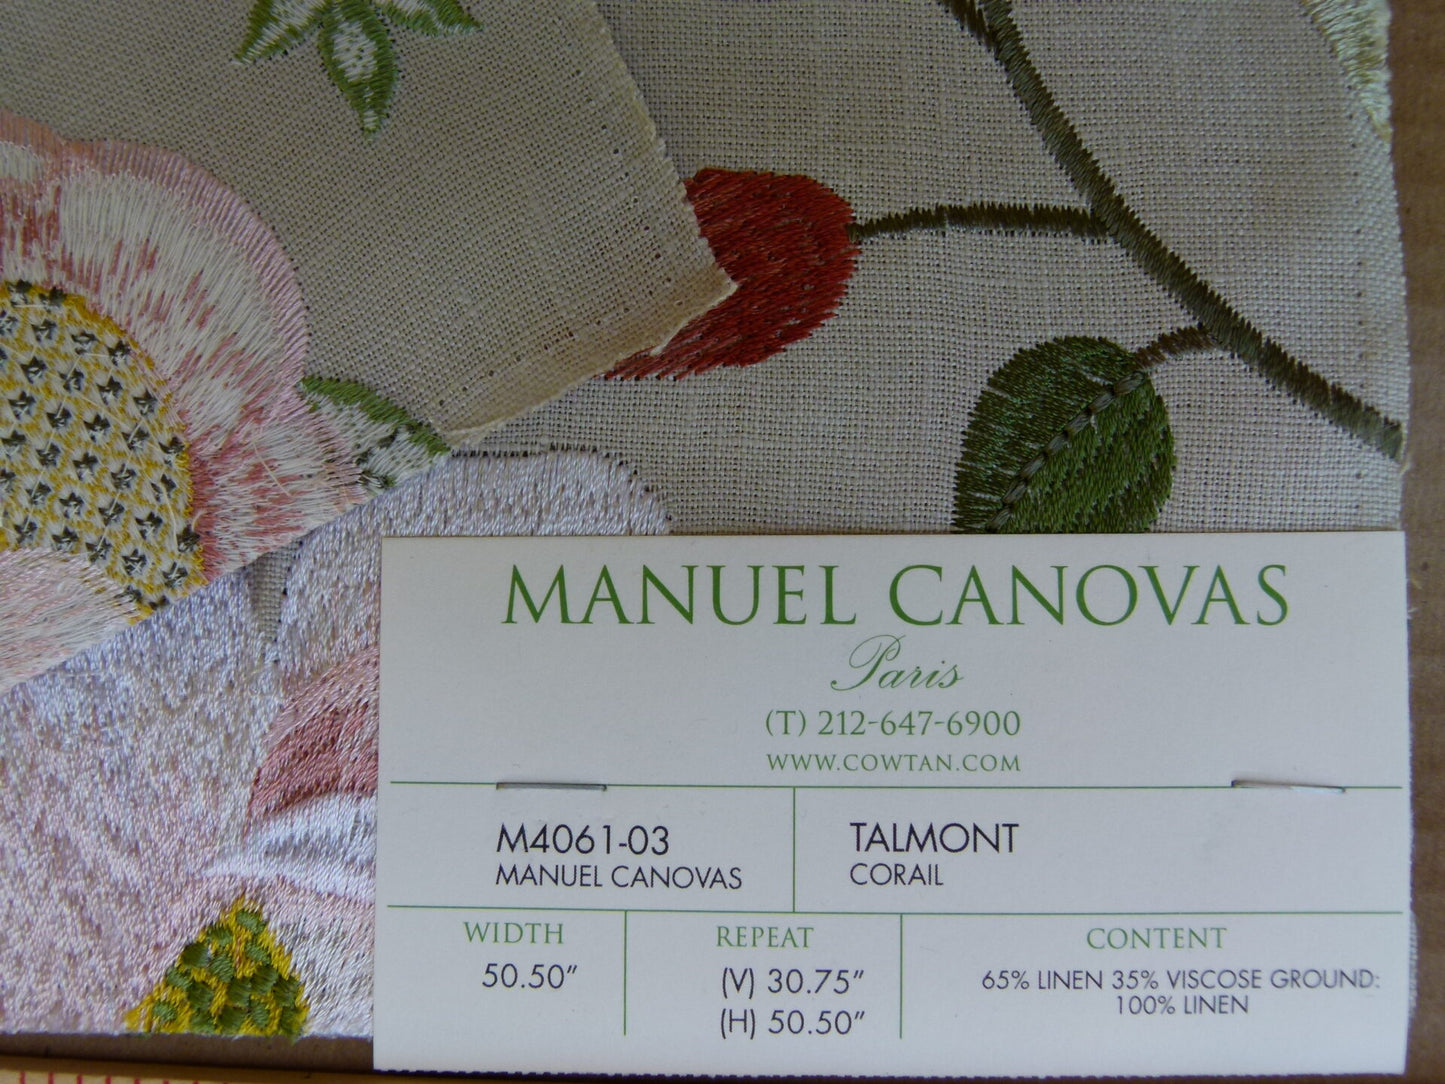 MANUEL CANOVAS
Paris
(T) 212-647-6900
WWW.COWTAN.COM
M4061-03
MANUEL CANOVAS
TALMONT
CORAIL
WIDTH
50.50”
REPEAT
(V) 30.75”
(H) 50.50”
CONTENT
65% LINEN 35% VISCOSE GROUND:
100% LINEN